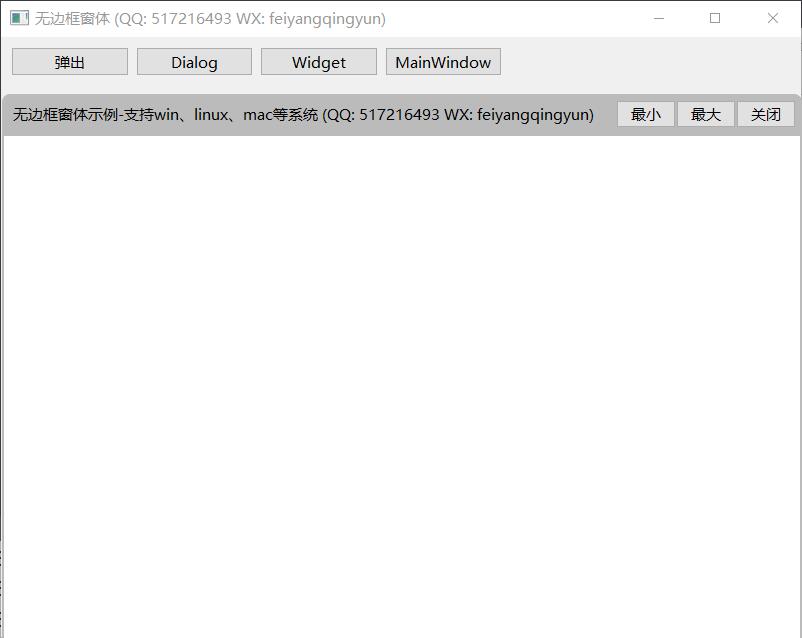 无边框窗体 (QQ: 517216493 WX: feiyangqingyun)
弹出 Dialog Widget MainWindow
无边框窗体示例-支持win、linux、mac等系统 (QQ: 517216493 WX: feiyangqingyun) 最小 最大 关闭